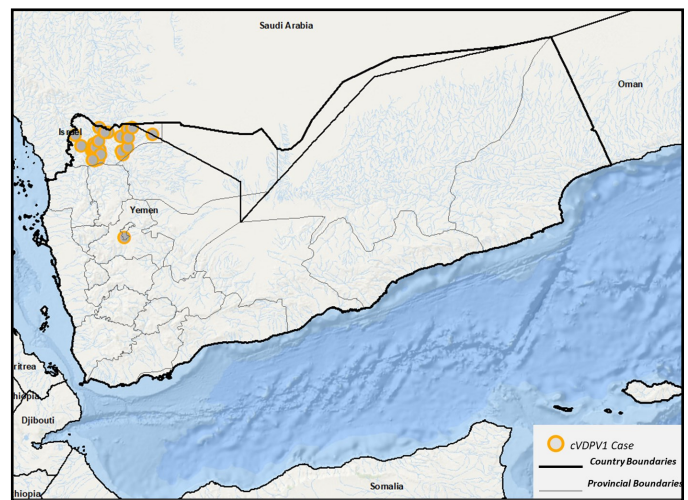 Saudi Arabia
Oman
Israel
Yemen
ritrea
hiopia
Djibouti
hiopia
Somalia
cVDPV1 Case
Country Boundaries
Provincial Boundaries